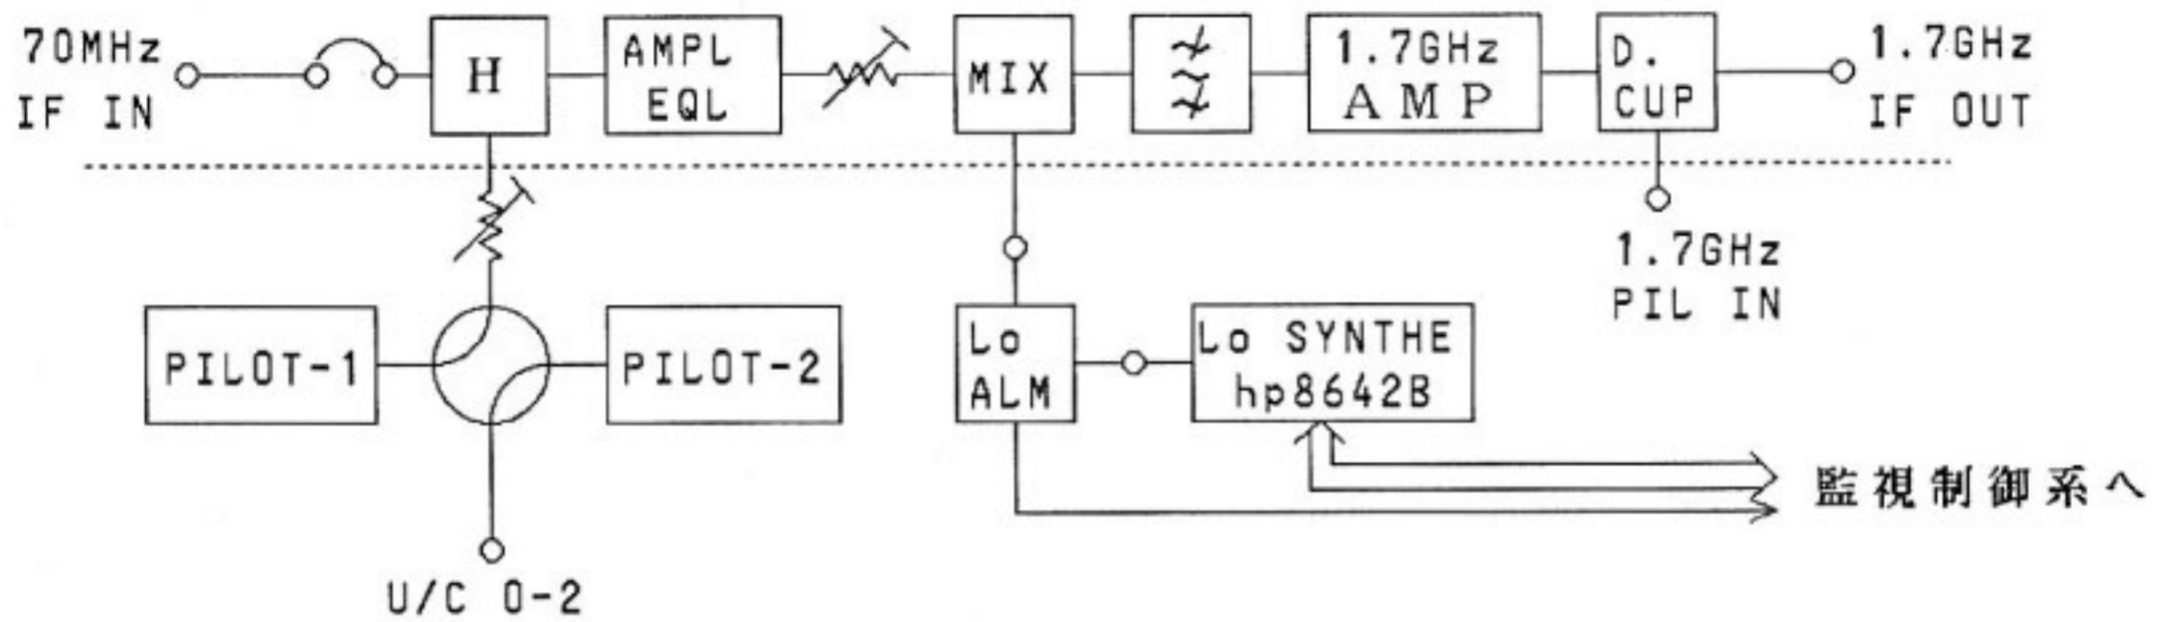 70MHz
IF IN
H
AMPL
EQL
MIX
1.7GHz
AMP
D.
CUP
1.7GHz
IF OUT
1.7GHz
PIL IN
PILOT-1
PILOT-2
Lo
ALM
Lo SYNTHE
hp8642B
監視制御系へ
U/C 0-2